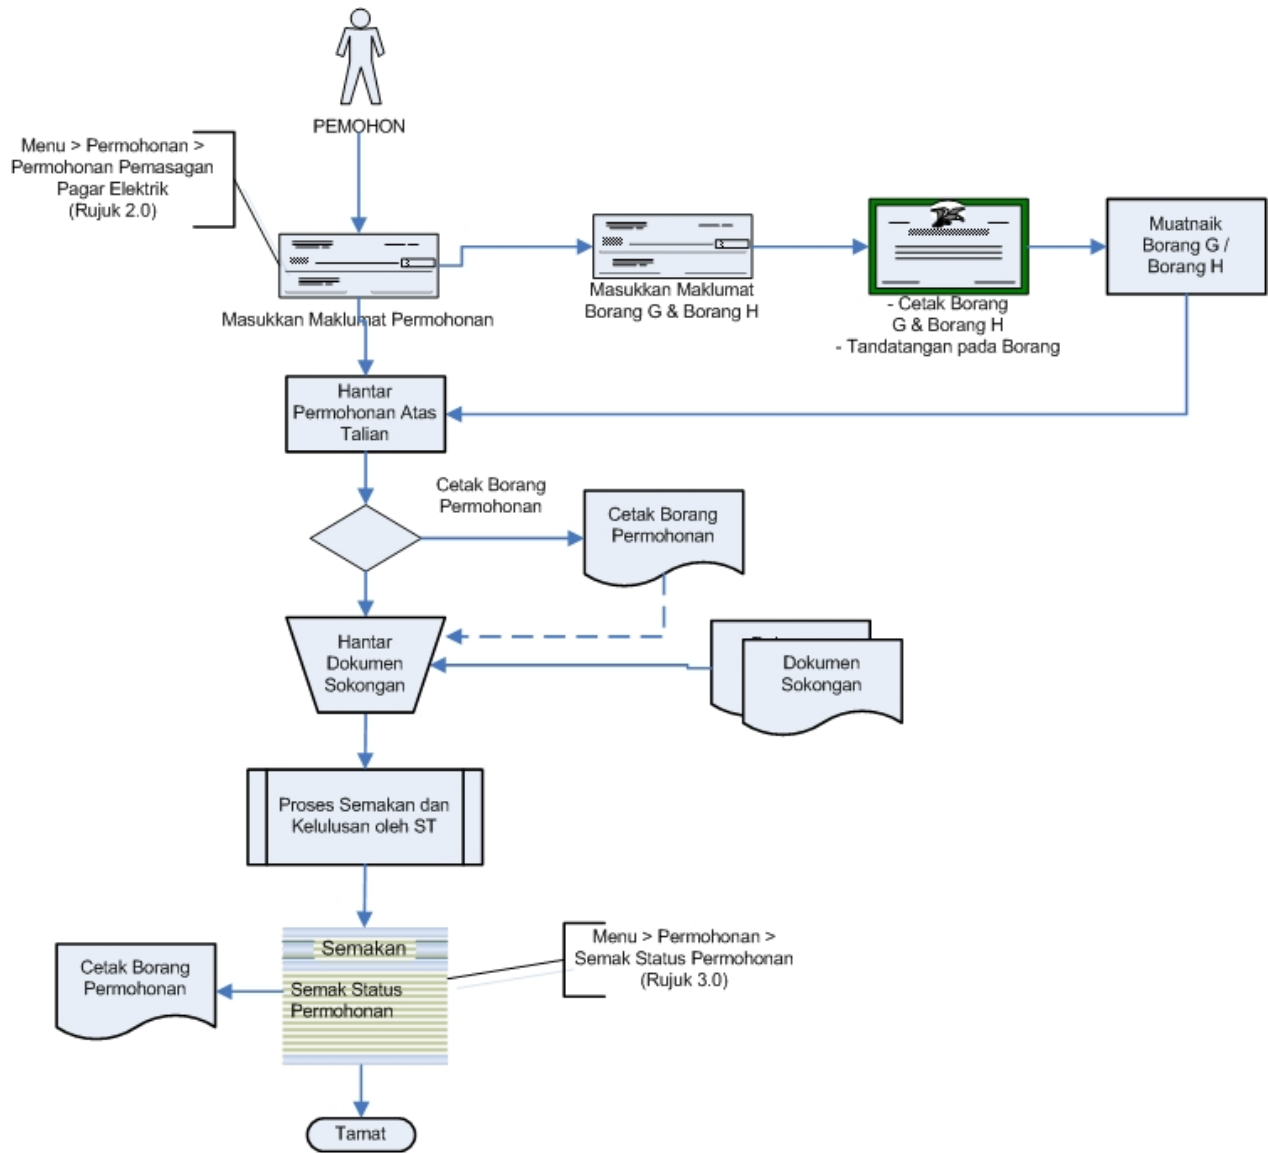 PEMOHON
Menu > Permohonan >
Permohonan Pemasagan
Pagar Elektrik
(Rujuk 2.0)
Masukkan Maklumat Permohonan
Masukkan Maklumat
Borang G & Borang H
- Cetak Borang
G & Borang H
- Tandatangan pada Borang
Muatnaik
Borang G /
Borang H
Hantar
Permohonan Atas
Talian
Cetak Borang
Permohonan
Cetak Borang
Permohonan
Hantar
Dokumen
Sokongan
Dokumen
Sokongan
Proses Semakan dan
Kelulusan oleh ST
Semakan
Semak Status
Permohonan
Menu > Permohonan >
Semak Status Permohonan
(Rujuk 3.0)
Cetak Borang
Permohonan
Tamat